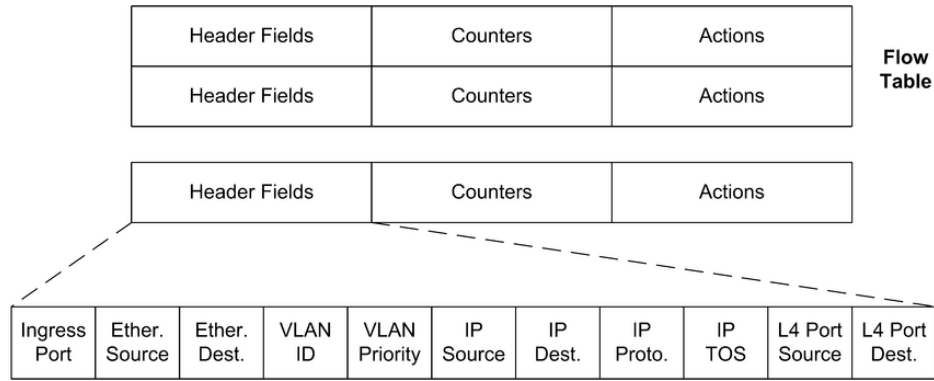 Header Fields Counters Actions
Flow
Table
Header Fields Counters Actions
Header Fields Counters Actions
Ingress Port
Ether. Source
Ether. Dest.
VLAN ID
VLAN Priority
IP Source
IP Dest.
IP Proto.
IP TOS
L4 Port Source
L4 Port Dest.